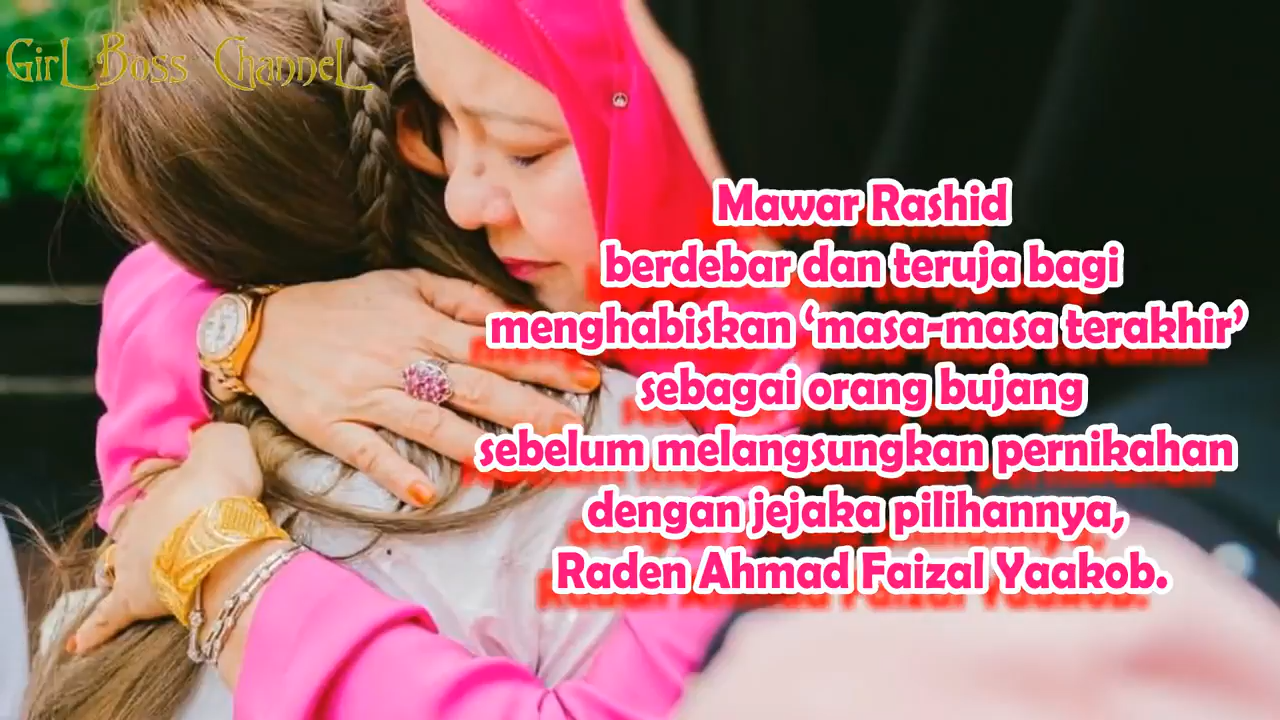 Girl Boss Channel
Mawar Rashid
berdebar dan teruja bagi
menghabiskan ‘masa-masa terakhir’
sebagai orang bujang
sebelum melangsungkan pernikahan
dengan jejaka pilihannya,
Raden Ahmad Faizal Yaakob.